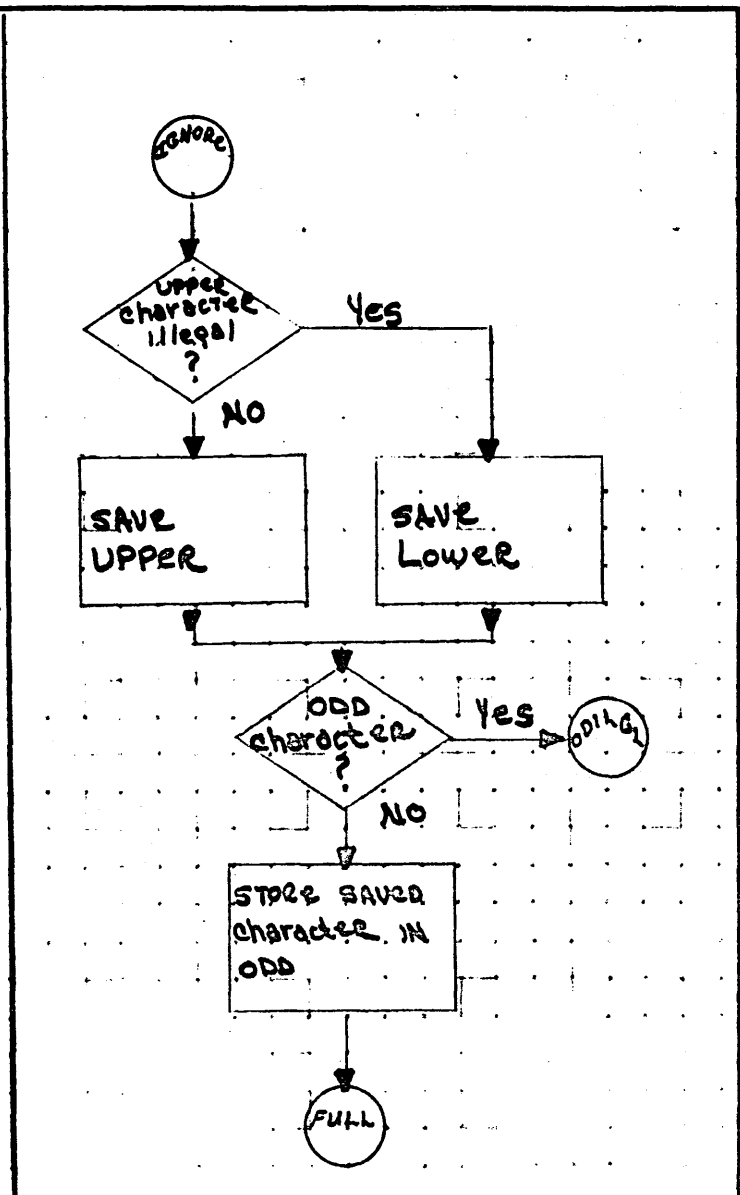 IGNORE
UPPER
character
illegal
?
YES
NO
SAVE
UPPER
SAVE
LOWER
ODD
character
?
Yes
ODILG1
NO
STORE SAVED
character IN
ODD
FULL